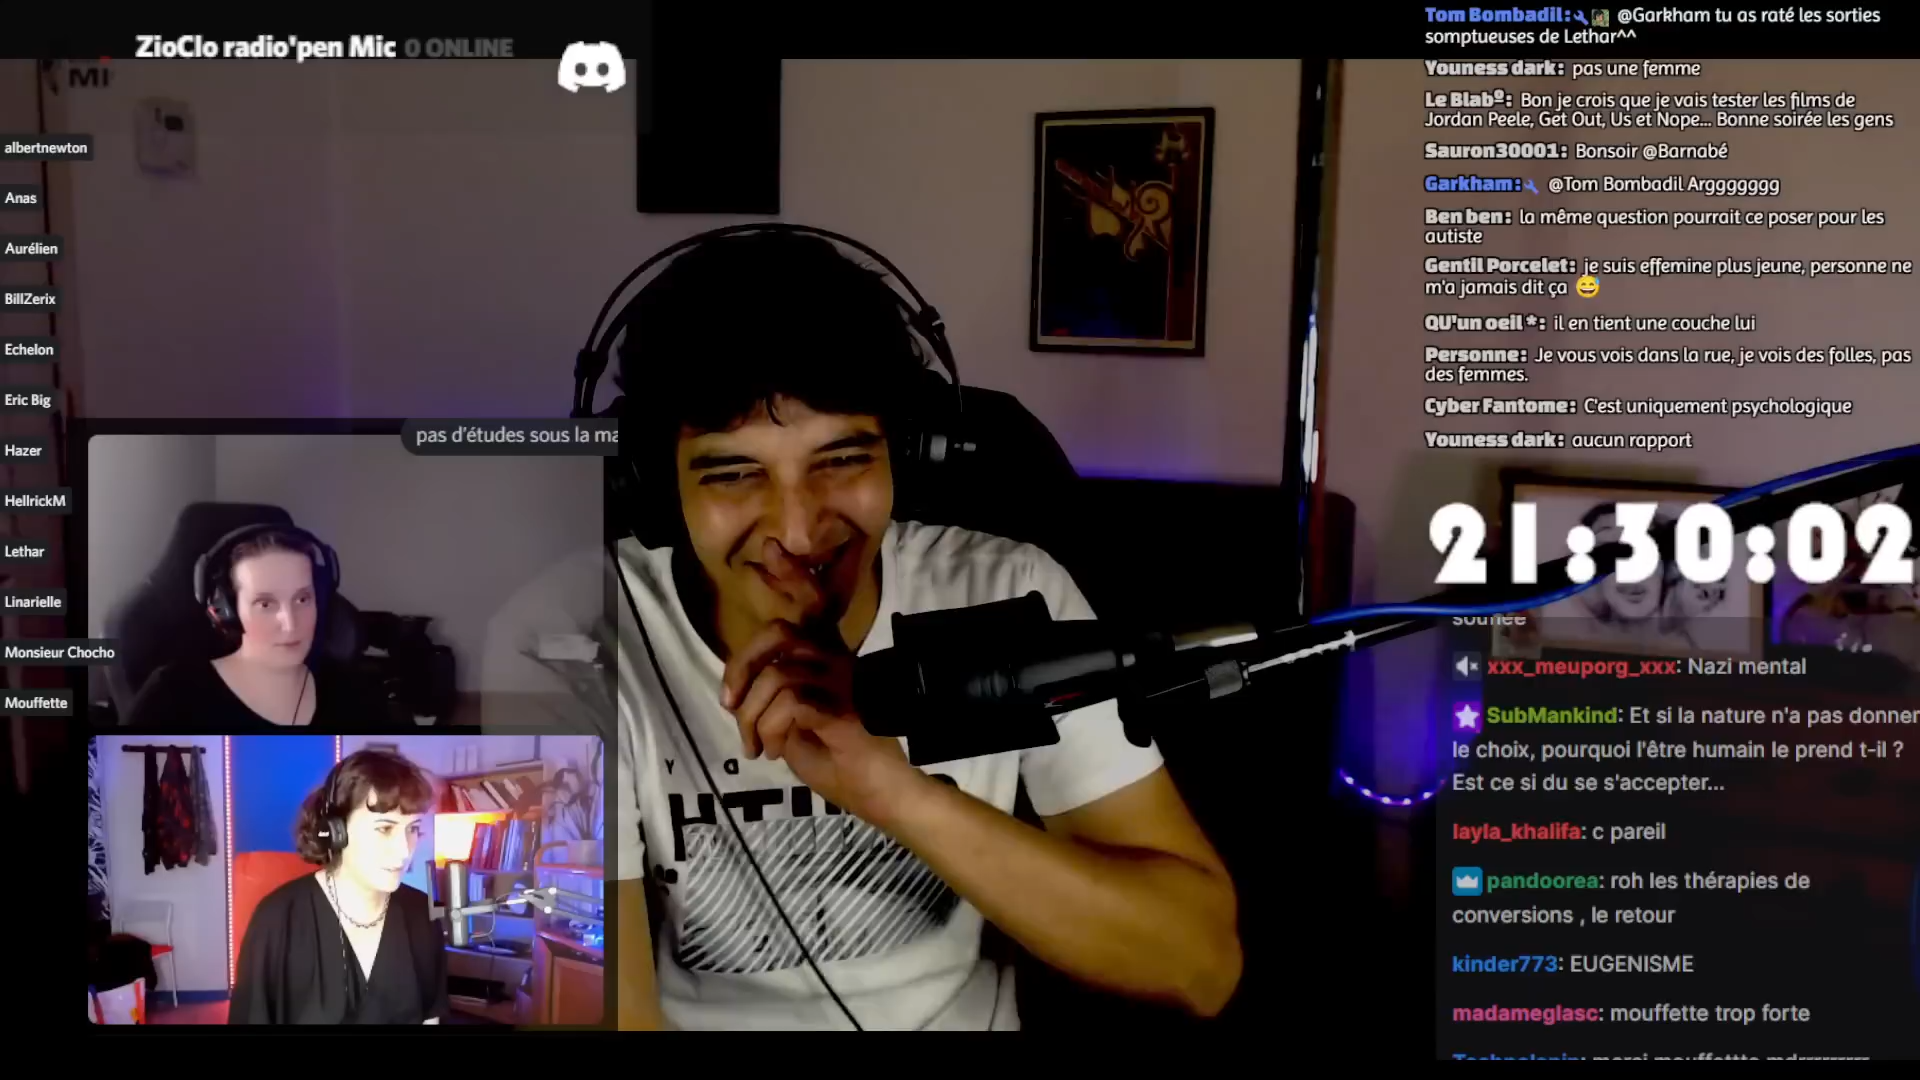 ZioClo radio'pen Mic 0 ONLINE
MI
albertnewton
Anas
Aurélien
BillZerix
Echelon
Eric Big
Hazer
HellrickM
Lethar
Linarielle
Monsieur Chocho
Mouffette
pas d'études sous la ma
Tom Bombadil: @Garkham tu as raté les sorties
somptueuses de Lethar^^
Youness dark: pas une femme
Le Blabº: Bon je crois que je vais tester les films de
Jordan Peele, Get Out, Us et Nope... Bonne soirée les gens
Sauron30001: Bonsoir @Barnabé
Garkham: @Tom Bombadil Arggggggg
Ben ben: la même question pourrait ce poser pour les
autiste
Gentil Porcelet: je suis effemine plus jeune, personne ne
m'a jamais dit ça 😅
QU'un oeil *: il en tient une couche lui
Personne: Je vous vois dans la rue, je vois des folles, pas
des femmes.
Cyber Fantome: C'est uniquement psychologique
Youness dark: aucun rapport
21:30:02
xxx_meuporg_xxx: Nazi mental
SubMankind: Et si la nature n'a pas donner
le choix, pourquoi l'être humain le prend t-il ?
Est ce si du se s'accepter...
layla_khalifa: c pareil
pandoorea: roh les thérapies de
conversions , le retour
kinder773: EUGENISME
madameglasc: mouffette trop forte